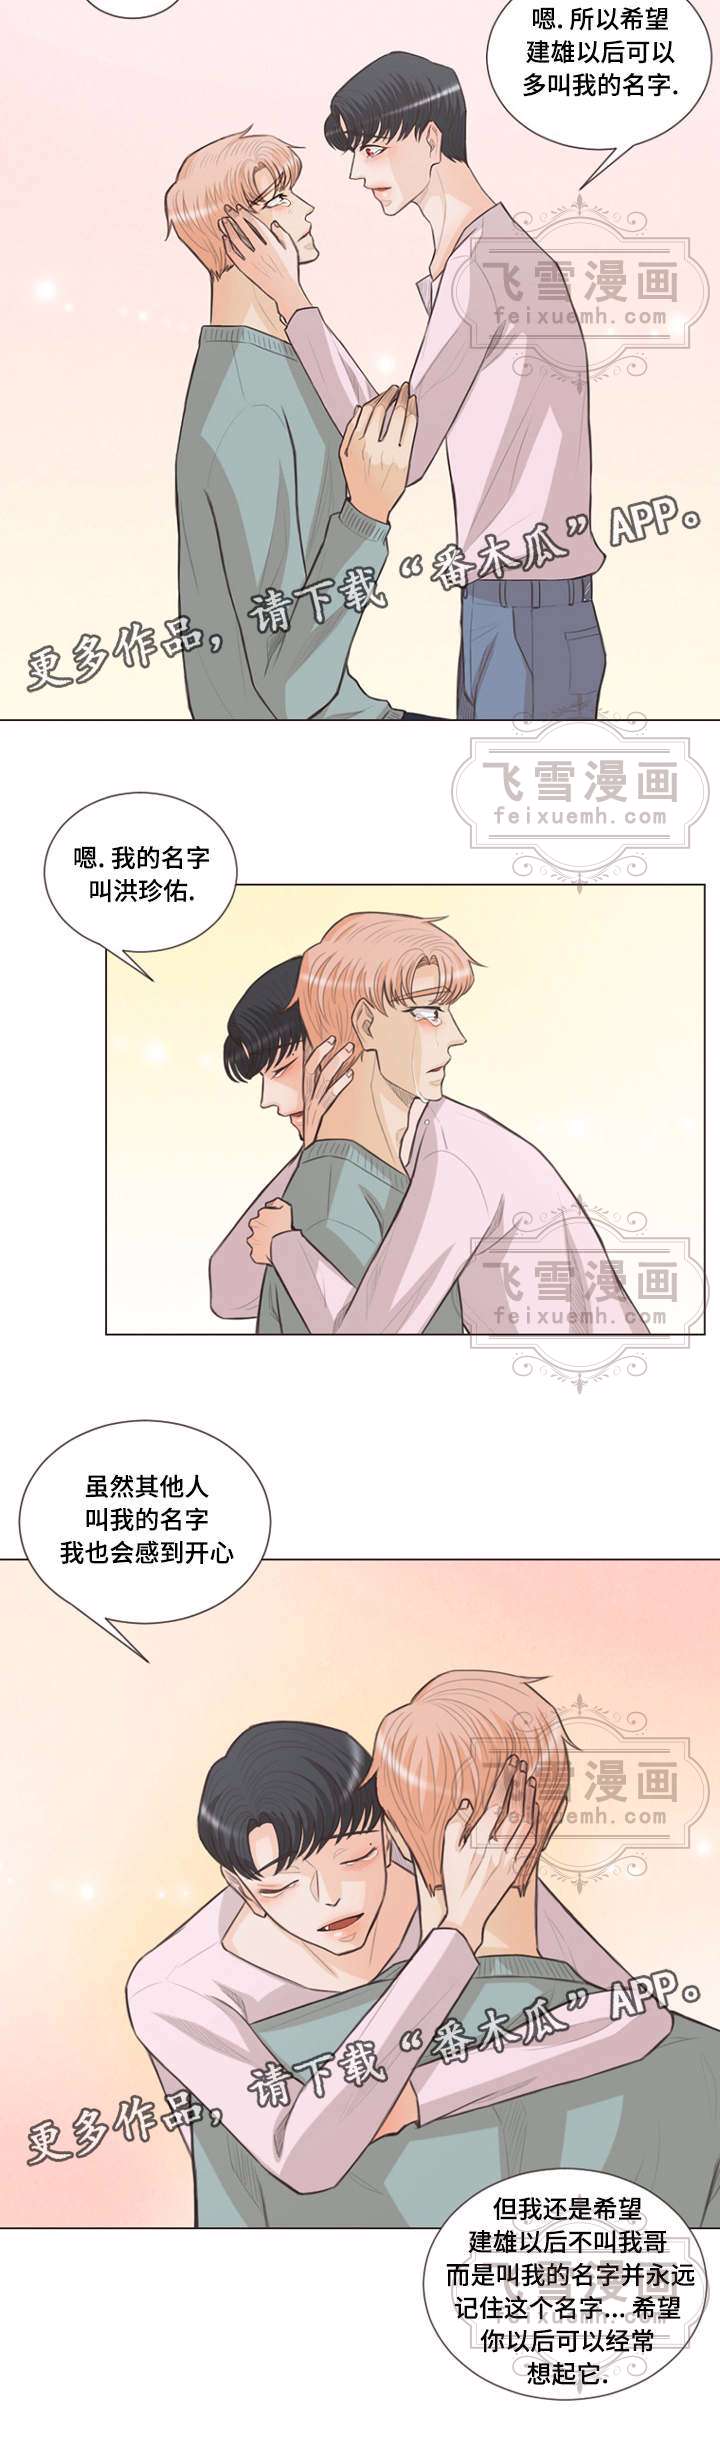 嗯. 所以希望
建雄以后可以
多叫我的名字.
飞雪漫画
feixuemh.com
更多作品，请下载“番木瓜”APP。
飞雪漫画
feixuemh.com
嗯. 我的名字
叫洪珍佑.
飞雪漫画
feixuemh.com
虽然其他人
叫我的名字
我也会感到开心
飞雪漫画
feixuemh.com
更多作品，请下载“番木瓜”APP。
但我还是希望
建雄以后不叫我哥
而是叫我的名字并永远
记住这个名字... 希望
你以后可以经常
想起它.
飞雪漫画
feixuemh.com